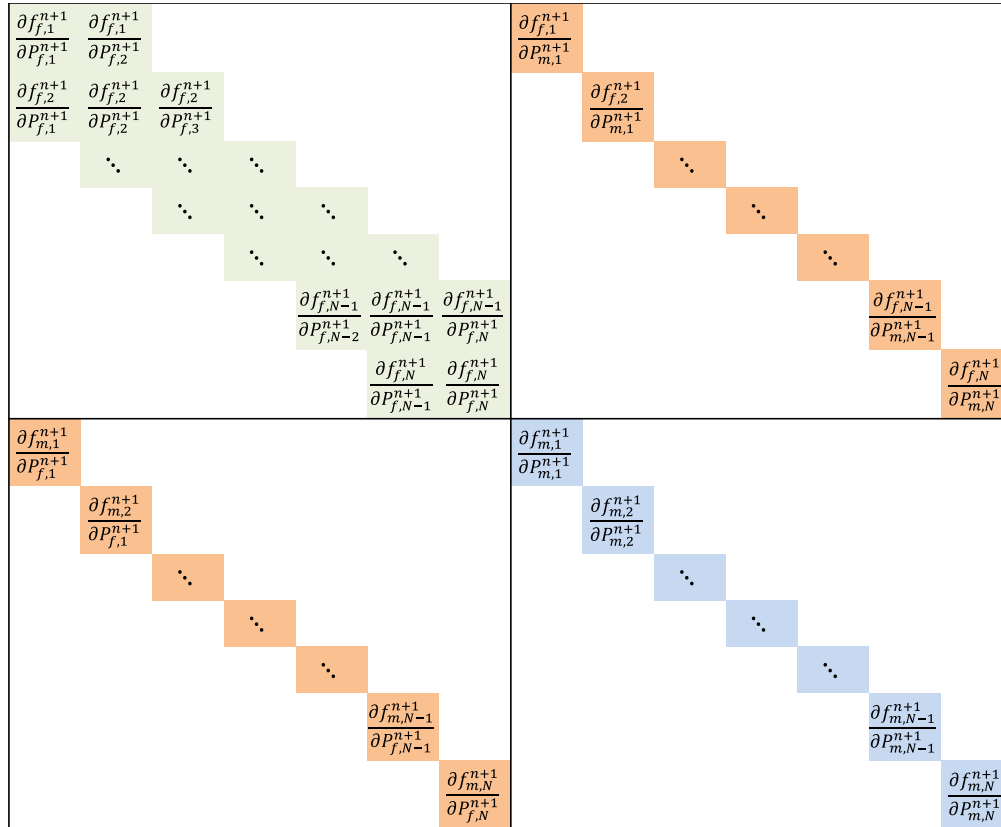 ∂f_{f,1}^{n+1}/∂P_{f,1}^{n+1} ∂f_{f,1}^{n+1}/∂P_{f,2}^{n+1} ∂f_{f,1}^{n+1}/∂P_{m,1}^{n+1}
∂f_{f,2}^{n+1}/∂P_{f,1}^{n+1} ∂f_{f,2}^{n+1}/∂P_{f,2}^{n+1} ∂f_{f,2}^{n+1}/∂P_{f,3}^{n+1} ∂f_{f,2}^{n+1}/∂P_{m,1}^{n+1}
⋱ ⋱ ⋱ ⋱
⋱ ⋱ ⋱ ⋱
⋱ ⋱ ⋱ ⋱
∂f_{f,N−1}^{n+1}/∂P_{f,N−2}^{n+1} ∂f_{f,N−1}^{n+1}/∂P_{f,N−1}^{n+1} ∂f_{f,N−1}^{n+1}/∂P_{f,N}^{n+1} ∂f_{f,N−1}^{n+1}/∂P_{m,N−1}^{n+1}
∂f_{f,N}^{n+1}/∂P_{f,N−1}^{n+1} ∂f_{f,N}^{n+1}/∂P_{f,N}^{n+1} ∂f_{f,N}^{n+1}/∂P_{m,N}^{n+1}
∂f_{m,1}^{n+1}/∂P_{f,1}^{n+1} ∂f_{m,1}^{n+1}/∂P_{m,1}^{n+1}
∂f_{m,2}^{n+1}/∂P_{f,1}^{n+1} ∂f_{m,2}^{n+1}/∂P_{m,2}^{n+1}
⋱ ⋱
⋱ ⋱
⋱ ⋱
∂f_{m,N−1}^{n+1}/∂P_{f,N−1}^{n+1} ∂f_{m,N−1}^{n+1}/∂P_{m,N−1}^{n+1}
∂f_{m,N}^{n+1}/∂P_{f,N}^{n+1} ∂f_{m,N}^{n+1}/∂P_{m,N}^{n+1}